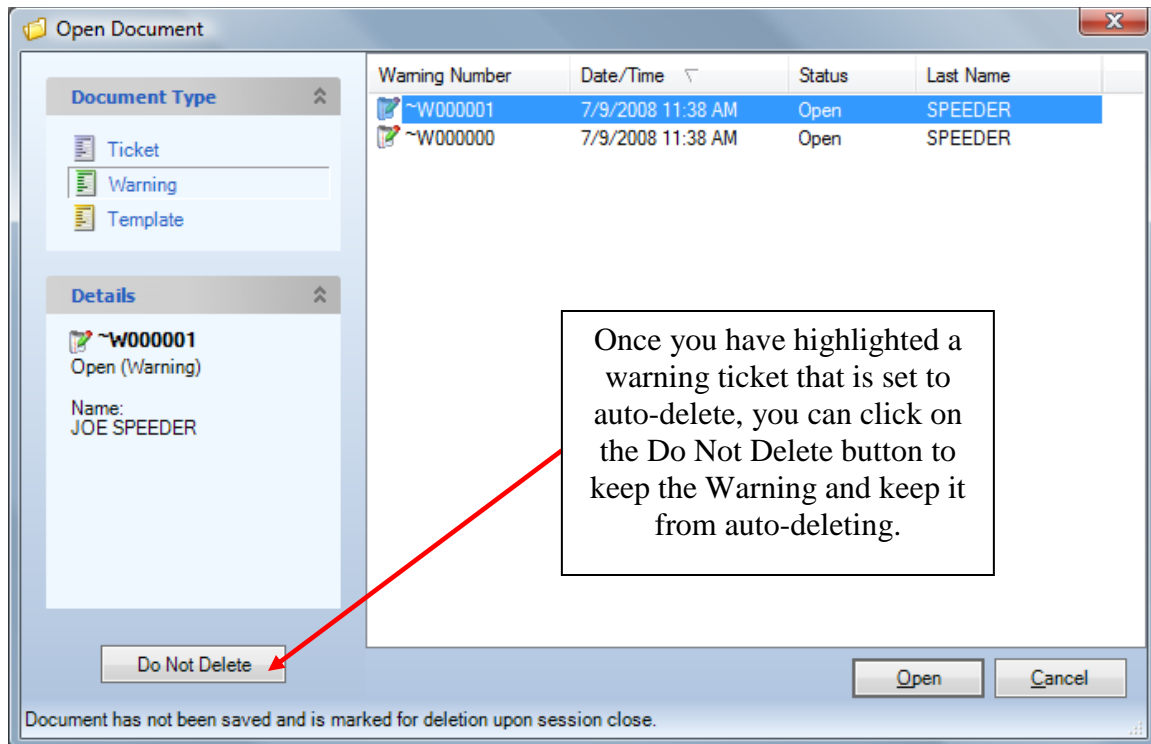 Open Document
Document Type
Ticket
Warning
Template
Details
~W000001
Open (Warning)
Name:
JOE SPEEDER
Do Not Delete
Warning Number Date/Time Status Last Name
~W000001 7/9/2008 11:38 AM Open SPEEDER
~W000000 7/9/2008 11:38 AM Open SPEEDER
Once you have highlighted a
warning ticket that is set to
auto-delete, you can click on
the Do Not Delete button to
keep the Warning and keep it
from auto-deleting.
Open Cancel
Document has not been saved and is marked for deletion upon session close.